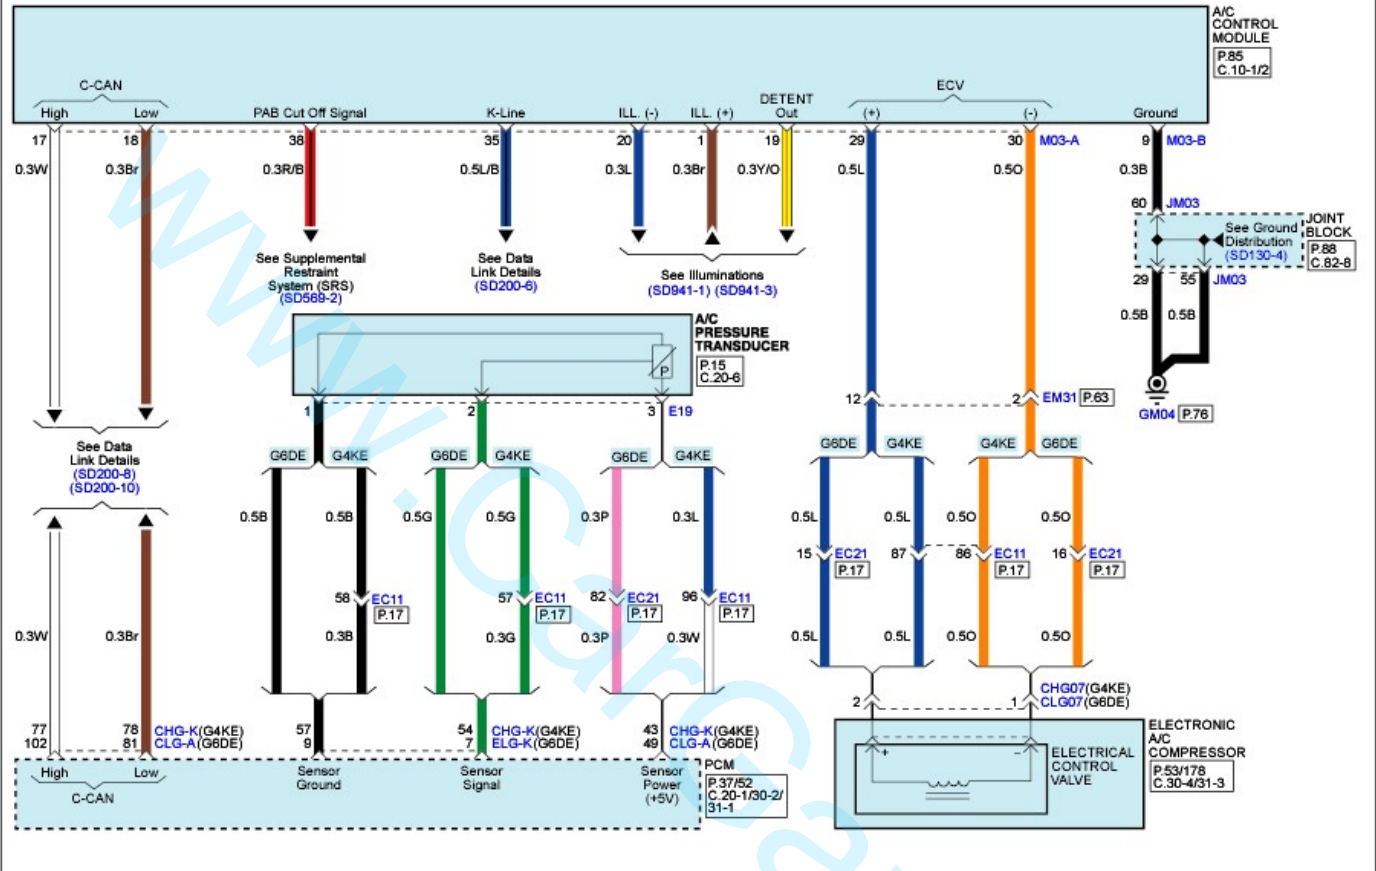 A/C
CONTROL
MODULE
P.85
C.10-1/2
C-CAN
High Low
PAB Cut Off Signal
K-Line
ILL. (-) ILL. (+)
DETENT
Out
ECV
(+) (-)
Ground
17 18 38 35 20 1 19 29 30 M03-A 9 M03-B
0.3W 0.3Br 0.3R/B 0.5L/B 0.3L 0.3Br 0.3Y/O 0.5L 0.5O 0.3B
60 JM03
See Ground
Distribution
(SD130-4)
JOINT
BLOCK
P.88
C.82-8
29 55 JM03
0.5B 0.5B
GM04 P.76
See Supplemental
Restraint
System (SRS)
(SD569-2)
See Data
Link Details
(SD200-6)
See Illuminations
(SD941-1) (SD941-3)
A/C
PRESSURE
TRANSDUCER
P.15
C.20-6
P
1 2 3 E19
12 2 EM31 P.63
See Data
Link Details
(SD200-8)
(SD200-10)
G6DE G4KE G6DE G4KE G6DE G4KE G6DE G4KE G4KE G6DE
0.5B 0.5B 0.5G 0.5G 0.3P 0.3L 0.5L 0.5L 0.5O 0.5O
15 EC21 P.17
87 86 EC11 P.17
16 EC21 P.17
58 EC11 P.17
57 EC11 P.17
82 EC21 P.17
96 EC11 P.17
0.3W 0.3Br 0.3B 0.3G 0.3P 0.3W 0.5L 0.5L 0.5O 0.5O
2 1 CHG07(G4KE)
CLG07(G6DE)
77 78 CHG-K(G4KE)
102 81 CLG-A(G6DE)
57
9
54 CHG-K(G4KE)
7 ELG-K(G6DE)
43 CHG-K(G4KE)
49 CLG-A(G6DE)
High Low
C-CAN
Sensor
Ground
Sensor
Signal
Sensor
Power
(+5V)
PCM
P.37/52
C.20-1/30-2/
31-1
+ -
ELECTRICAL
CONTROL
VALVE
ELECTRONIC
A/C
COMPRESSOR
P.53/178
C.30-4/31-3
www.CarGa